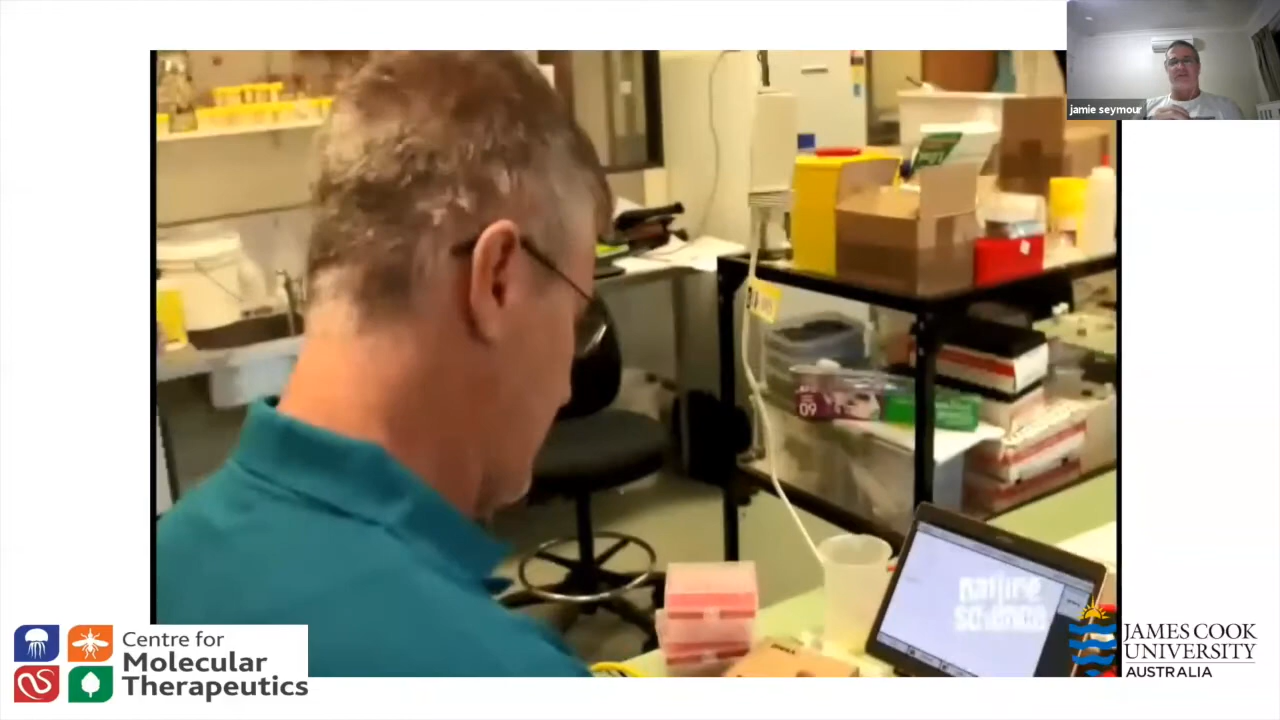 jamie seymour
09
nature
science
Centre for
Molecular
Therapeutics
JAMES COOK
UNIVERSITY
AUSTRALIA